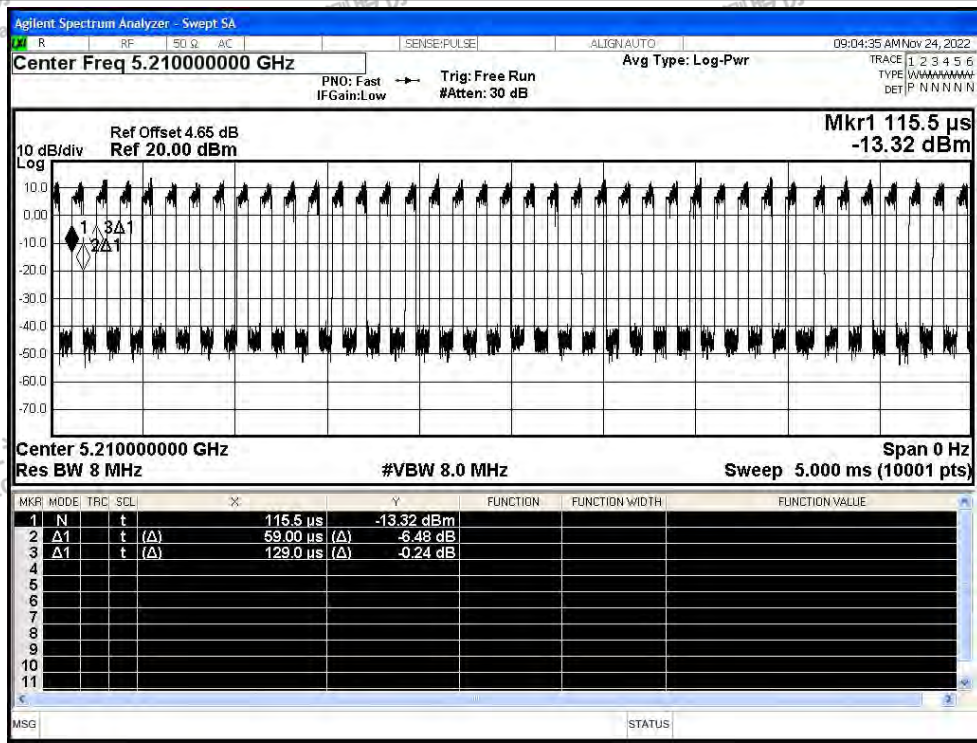 Agilent Spectrum Analyzer - Swept SA
R RF 50 Ω AC SENSE:PULSE ALIGN AUTO 09:04:35 AM Nov 24, 2022
Center Freq 5.210000000 GHz Avg Type: Log-Pwr TRACE 1 2 3 4 5 6
PNO: Fast Trig: Free Run TYPE WWWWWW
IFGain:Low #Atten: 30 dB DET P N N N N N
Mkr1 115.5 µs
Ref Offset 4.65 dB
10 dB/div Ref 20.00 dBm -13.32 dBm
Log
10.0
0.00
1 3Δ1
-10.0 2Δ1
-20.0
-30.0
-40.0
-50.0
-60.0
-70.0
Center 5.210000000 GHz Span 0 Hz
Res BW 8 MHz #VBW 8.0 MHz Sweep 5.000 ms (10001 pts)
MKR MODE TRC SCL X Y FUNCTION FUNCTION WIDTH FUNCTION VALUE
1 N t 115.5 µs -13.32 dBm
2 Δ1 t (Δ) 59.00 µs (Δ) -6.48 dB
3 Δ1 t (Δ) 129.0 µs (Δ) -0.24 dB
4
5
6
7
8
9
10
11
MSG STATUS